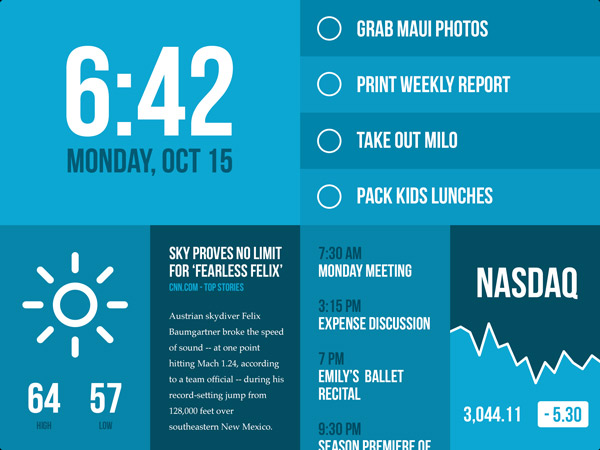 6:42
MONDAY, OCT 15
GRAB MAUI PHOTOS
PRINT WEEKLY REPORT
TAKE OUT MILO
PACK KIDS LUNCHES
64
HIGH
57
LOW
SKY PROVES NO LIMIT
FOR ‘FEARLESS FELIX’
CNN.COM - TOP STORIES
Austrian skydiver Felix
Baumgartner broke the speed
of sound -- at one point
hitting Mach 1.24, according
to a team official -- during his
record-setting jump from
128,000 feet over
southeastern New Mexico.
7:30 AM
MONDAY MEETING
3:15 PM
EXPENSE DISCUSSION
7 PM
EMILY’S BALLET
RECITAL
9:30 PM
SEASON PREMIERE OF
NASDAQ
3,044.11
- 5.30